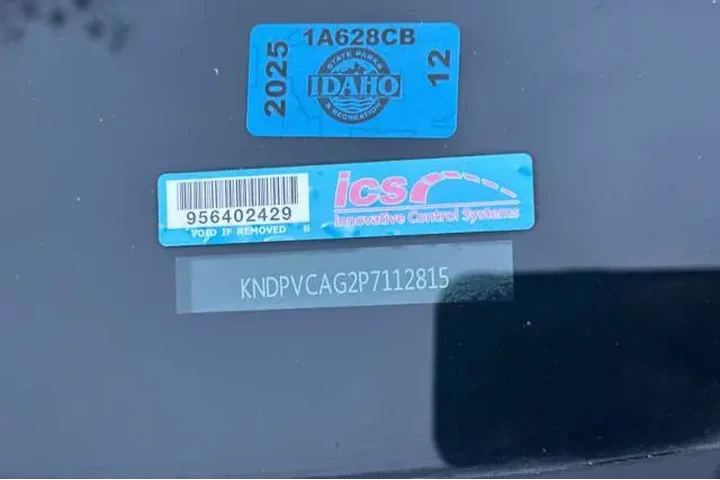 1A628CB
2025
12
STATE PARKS
IDAHO
& RECREATION
956402429
VOID IF REMOVED B
ics
Innovative Control Systems
KNDPVCAG2P7112815